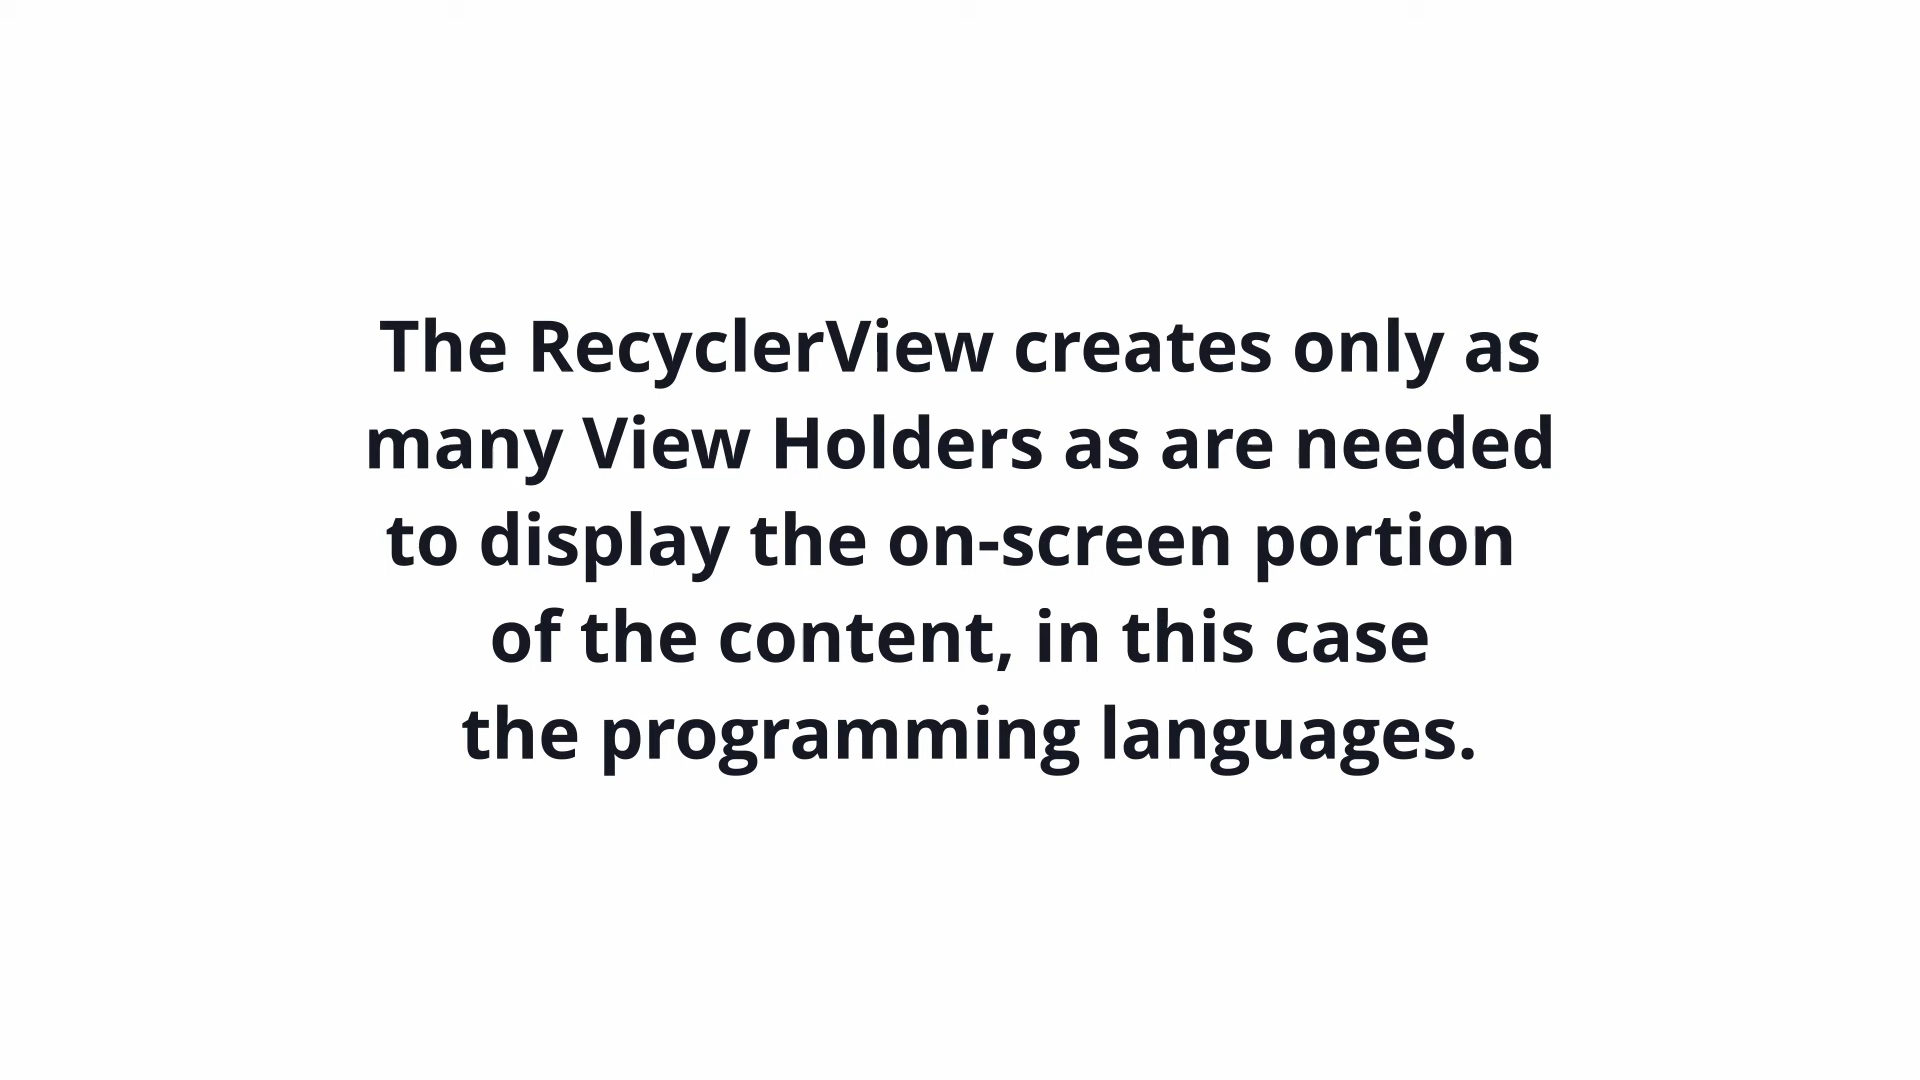 The RecyclerView creates only as
many View Holders as are needed
to display the on-screen portion
of the content, in this case
the programming languages.